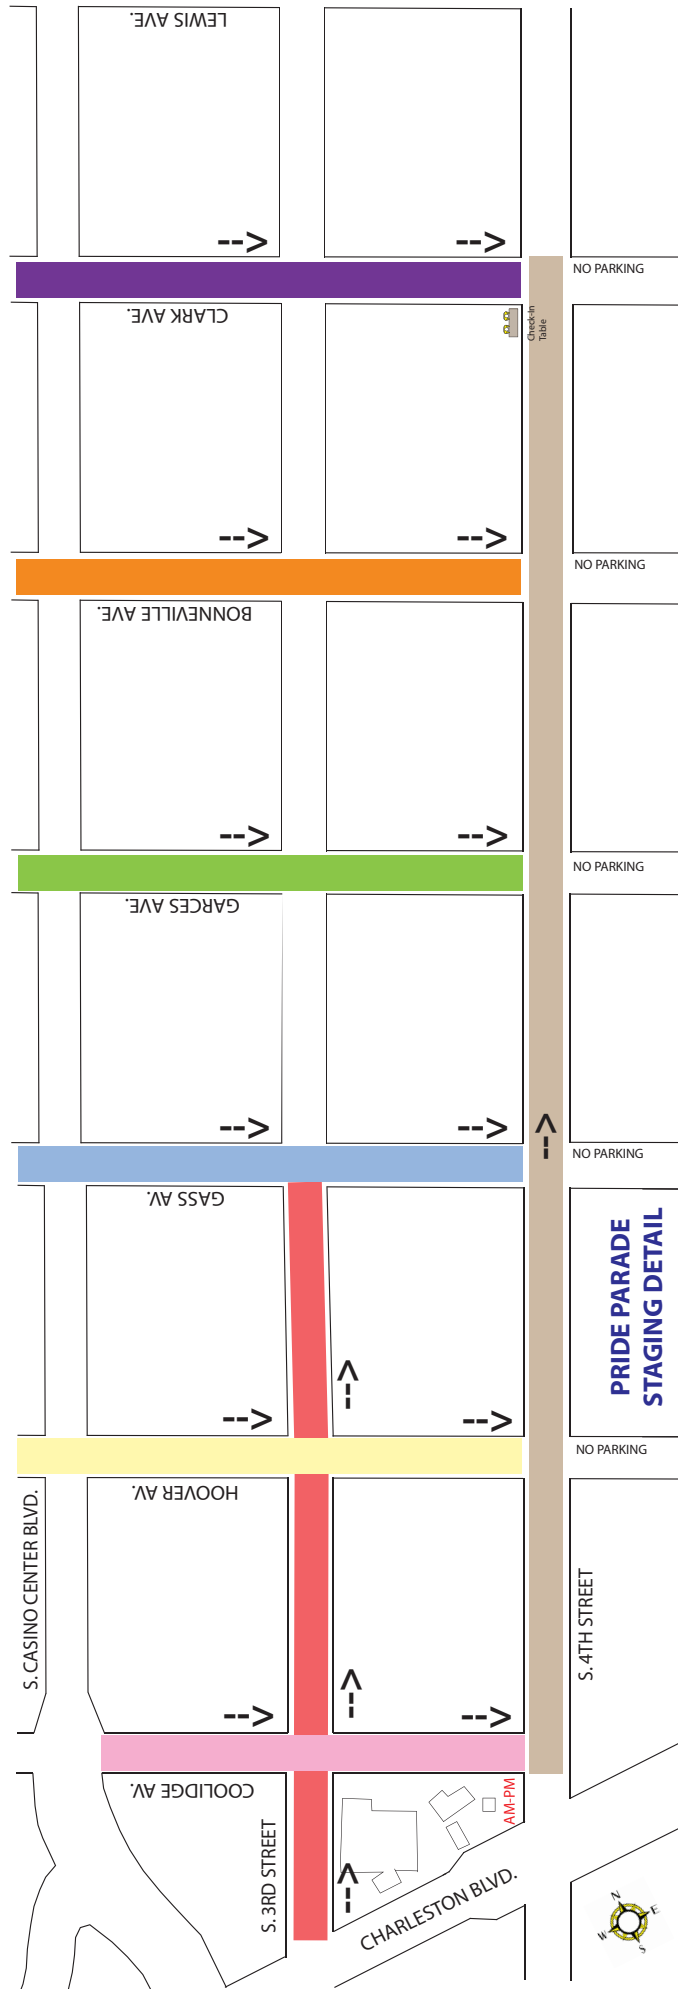 LEWIS AVE.
-->
-->
NO PARKING
CLARK AVE.
Check-In
Table
-->
-->
NO PARKING
BONNEVILLE AVE.
-->
-->
NO PARKING
GARCES AVE.
-->
-->
-->
NO PARKING
GASS AV.
PRIDE PARADE
STAGING DETAIL
-->
-->
-->
NO PARKING
HOOVER AV.
S. CASINO CENTER BLVD.
S. 4TH STREET
-->
-->
-->
COOLIDGE AV.
AM-PM
S. 3RD STREET
-->
CHARLESTON BLVD.
N
E
W
S